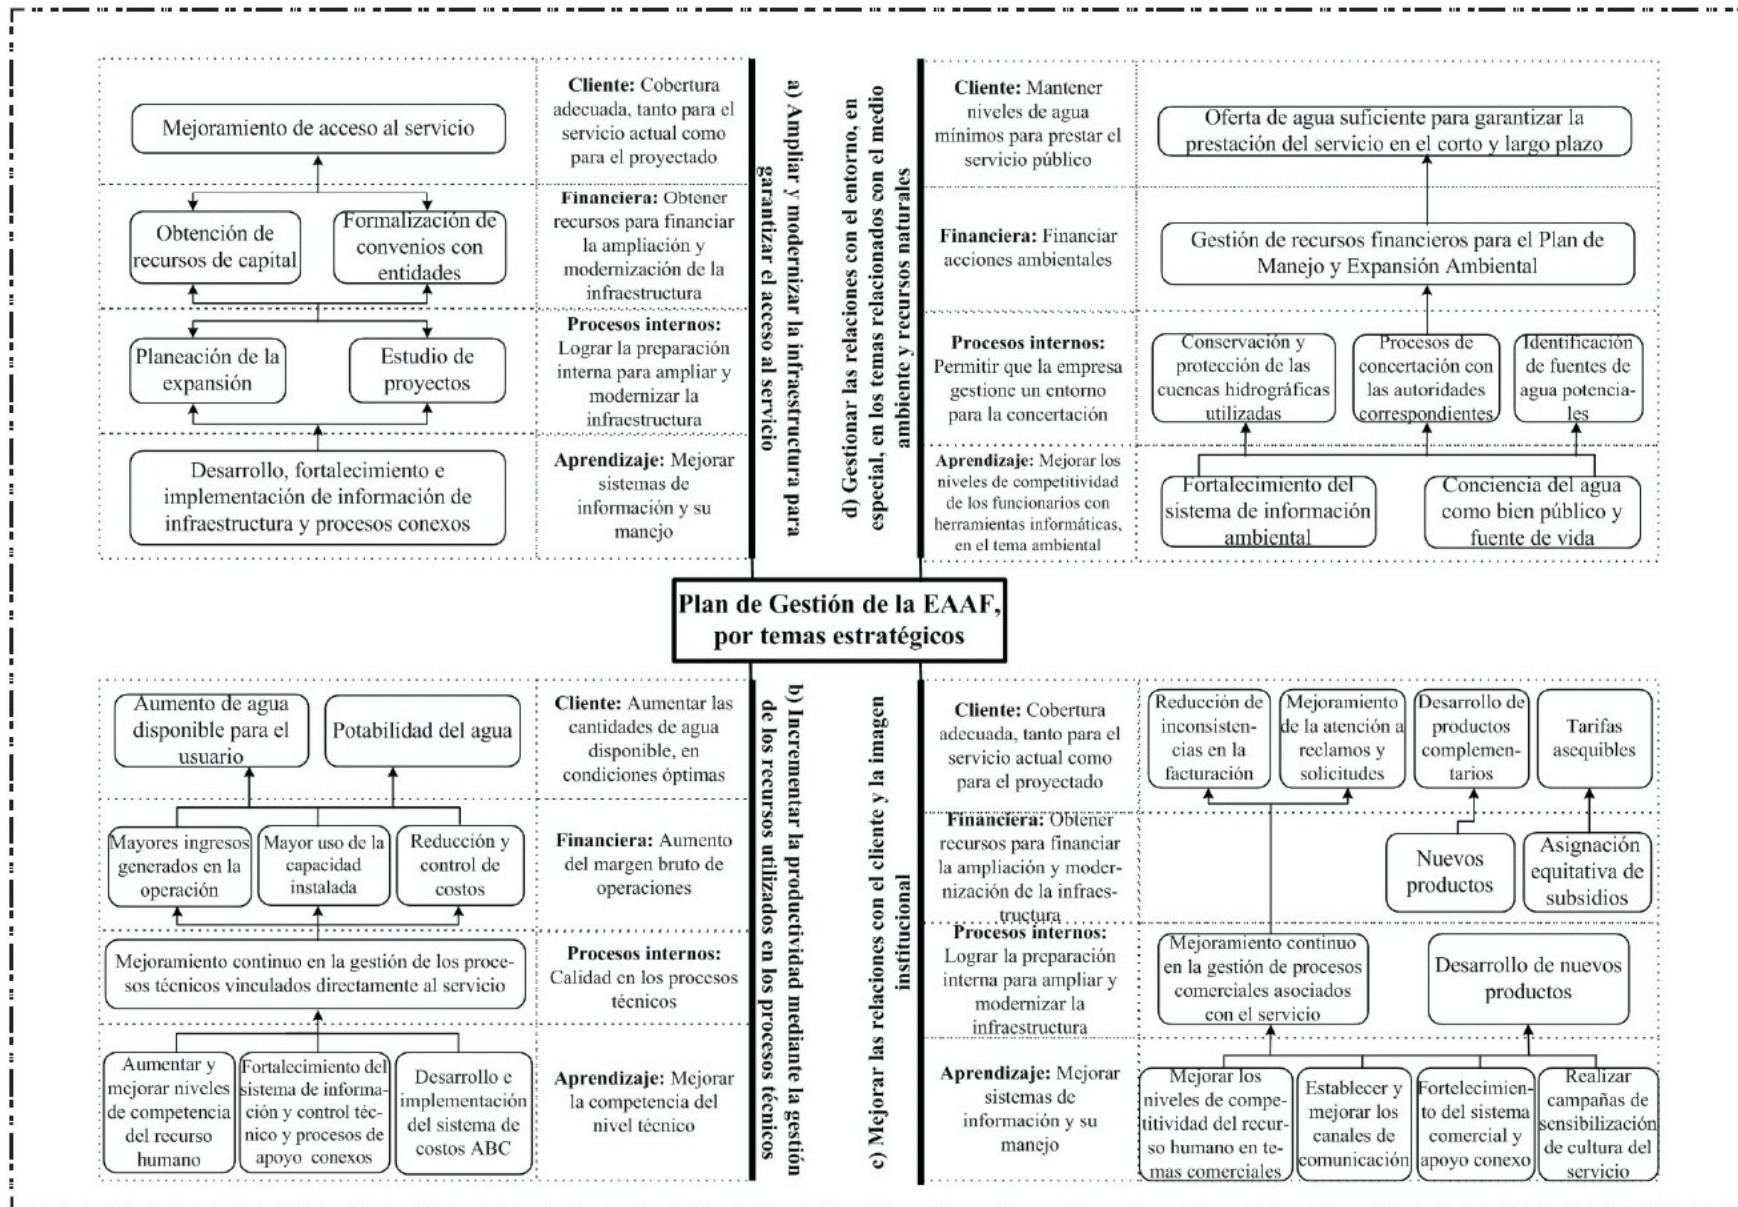 Mejoramiento de acceso al servicio
Cliente: Cobertura
adecuada, tanto para el
servicio actual como
para el proyectado
Obtención de
recursos de capital
Formalización de
convenios con
entidades
Financiera: Obtener
recursos para financiar
la ampliación y
modernización de la
infraestructura
Planeación de la
expansión
Estudio de
proyectos
Procesos internos:
Lograr la preparación
interna para ampliar y
modernizar la
infraestructura
Desarrollo, fortalecimiento e
implementación de información de
infraestructura y procesos conexos
Aprendizaje: Mejorar
sistemas de
información y su
manejo
a) Ampliar y modernizar la infraestructura para
garantizar el acceso al servicio
d) Gestionar las relaciones con el entorno, en
especial, en los temas relacionados con el medio
ambiente y recursos naturales
Cliente: Mantener
niveles de agua
mínimos para prestar el
servicio público
Oferta de agua suficiente para garantizar la
prestación del servicio en el corto y largo plazo
Financiera: Financiar
acciones ambientales
Gestión de recursos financieros para el Plan de
Manejo y Expansión Ambiental
Procesos internos:
Permitir que la empresa
gestione un entorno
para la concertación
Conservación y
protección de las
cuencas hidrográficas
utilizadas
Procesos de
concertación con
las autoridades
correspondientes
Identificación
de fuentes de
agua potencia-
les
Aprendizaje: Mejorar los
niveles de competitividad
de los funcionarios con
herramientas informáticas,
en el tema ambiental
Fortalecimiento del
sistema de información
ambiental
Conciencia del agua
como bien público y
fuente de vida
Plan de Gestión de la EAAF,
por temas estratégicos
Aumento de agua
disponible para el
usuario
Potabilidad del agua
Cliente: Aumentar las
cantidades de agua
disponible, en
condiciones óptimas
Mayores ingresos
generados en la
operación
Mayor uso de la
capacidad
instalada
Reducción y
control de
costos
Financiera: Aumento
del margen bruto de
operaciones
Mejoramiento continuo en la gestión de los proce-
sos técnicos vinculados directamente al servicio
Procesos internos:
Calidad en los procesos
técnicos
Aumentar y
mejorar niveles
de competencia
del recurso
humano
Fortalecimiento del
sistema de informa-
ción y control téc-
nico y procesos de
apoyo conexos
Desarrollo e
implementación
del sistema de
costos ABC
Aprendizaje: Mejorar
la competencia del
nivel técnico
b) Incrementar la productividad mediante la gestión
de los recursos utilizados en los procesos técnicos
c) Mejorar las relaciones con el cliente y la imagen
institucional
Cliente: Cobertura
adecuada, tanto para el
servicio actual como
para el proyectado
Reducción de
inconsisten-
cias en la
facturación
Mejoramiento
de la atención a
reclamos y
solicitudes
Desarrollo de
productos
complemen-
tarios
Tarifas
asequibles
Financiera: Obtener
recursos para financiar
la ampliación y moder-
nización de la infraes-
tructura
Nuevos
productos
Asignación
equitativa de
subsidios
Procesos internos:
Lograr la preparación
interna para ampliar y
modernizar la
infraestructura
Mejoramiento continuo
en la gestión de procesos
comerciales asociados
con el servicio
Desarrollo de nuevos
productos
Aprendizaje: Mejorar
sistemas de
información y su
manejo
Mejorar los
niveles de compe-
titividad del recur-
so humano en te-
mas comerciales
Establecer y
mejorar los
canales de
comunicación
Fortelecimien-
to del sistema
comercial y
apoyo conexo
Realizar
campañas de
sensibilización
de cultura del
servicio